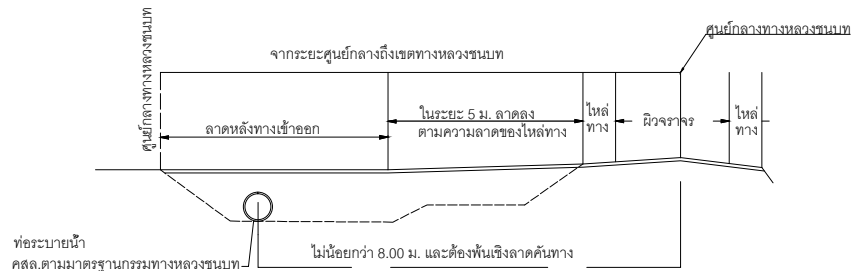 ศูนย์กลางทางหลวงชนบท
จากระยะศูนย์กลางถึงเขตทางหลวงชนบท
ศูนย์กลางทางหลวงชนบท
ลาดหลังทางเข้าออก
ในระยะ 5 ม. ลาดลง
ตามความลาดของไหล่ทาง
ไหล่
ทาง
ผิวจราจร
ไหล่
ทาง
ท่อระบายน้ำ
คสล.ตามมาตรฐานกรมทางหลวงชนบท
ไม่น้อยกว่า 8.00 ม. และต้องพ้นเชิงลาดคันทาง